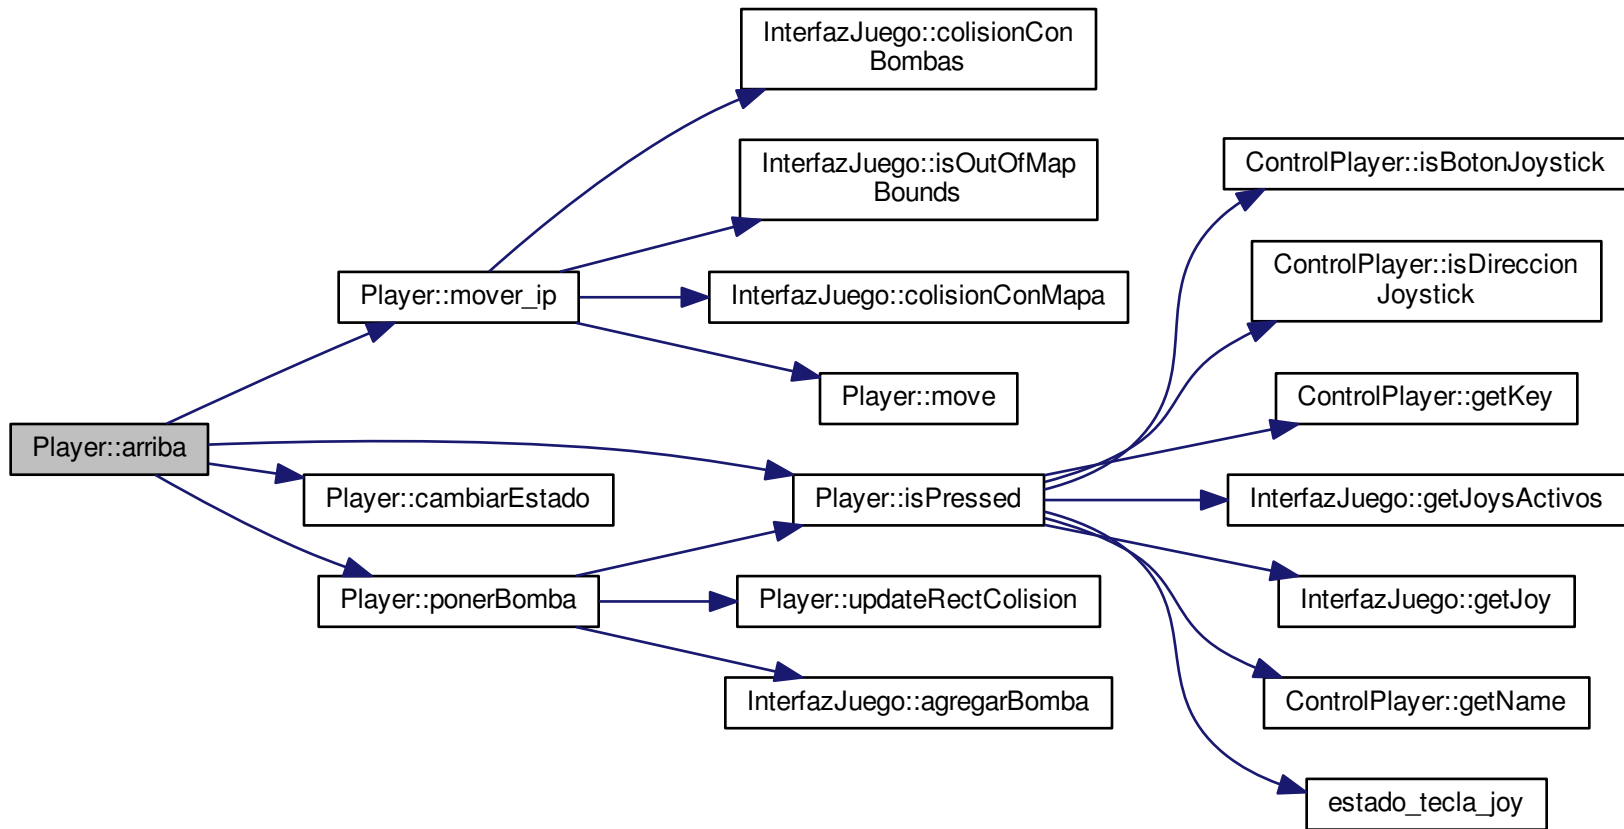 InterfazJuego::colisionCon
Bombas
InterfazJuego::isOutOfMap
Bounds
ControlPlayer::isBotonJoystick
ControlPlayer::isDireccion
Joystick
Player::mover_ip
InterfazJuego::colisionConMapa
Player::move
ControlPlayer::getKey
Player::arriba
Player::cambiarEstado
Player::isPressed
InterfazJuego::getJoysActivos
Player::ponerBomba
Player::updateRectColision
InterfazJuego::getJoy
InterfazJuego::agregarBomba
ControlPlayer::getName
estado_tecla_joy